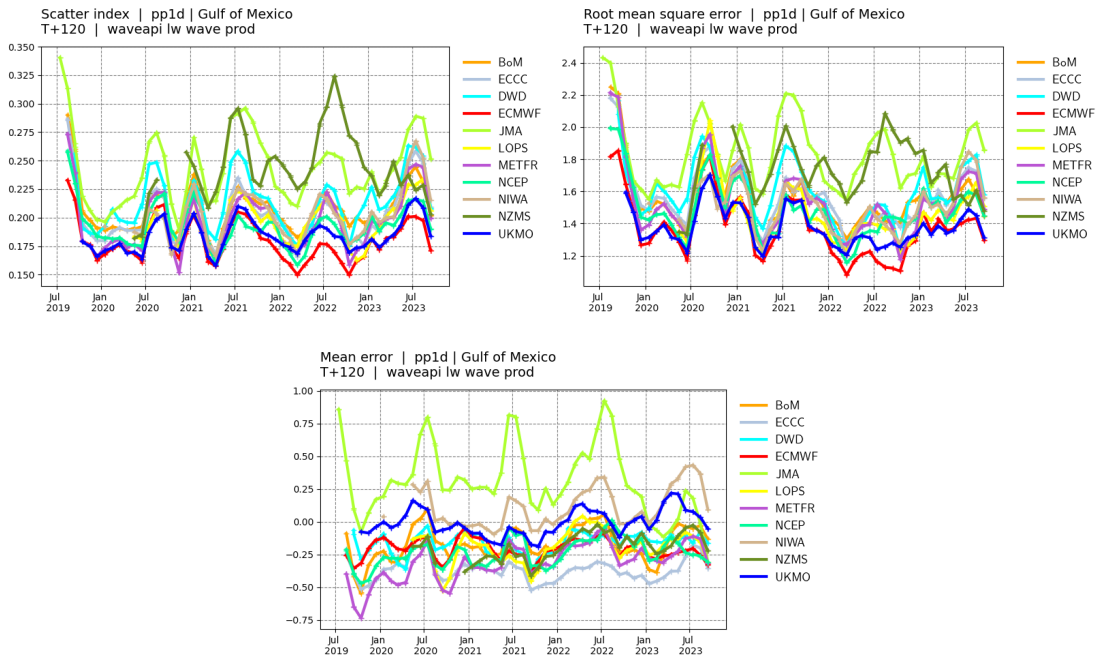 Scatter index | pp1d | Gulf of Mexico
T+120 | waveapi lw wave prod
0.350
0.325
0.300
0.275
0.250
0.225
0.200
0.175
0.150
Jul Jan Jul Jan Jul Jan Jul Jan Jul
2019 2020 2020 2021 2021 2022 2022 2023 2023
BoM
ECCC
DWD
ECMWF
JMA
LOPS
METFR
NCEP
NIWA
NZMS
UKMO
Root mean square error | pp1d | Gulf of Mexico
T+120 | waveapi lw wave prod
2.4
2.2
2.0
1.8
1.6
1.4
1.2
Jul Jan Jul Jan Jul Jan Jul Jan Jul
2019 2020 2020 2021 2021 2022 2022 2023 2023
BoM
ECCC
DWD
ECMWF
JMA
LOPS
METFR
NCEP
NIWA
NZMS
UKMO
Mean error | pp1d | Gulf of Mexico
T+120 | waveapi lw wave prod
1.00
0.75
0.50
0.25
0.00
−0.25
−0.50
−0.75
Jul Jan Jul Jan Jul Jan Jul Jan Jul
2019 2020 2020 2021 2021 2022 2022 2023 2023
BoM
ECCC
DWD
ECMWF
JMA
LOPS
METFR
NCEP
NIWA
NZMS
UKMO